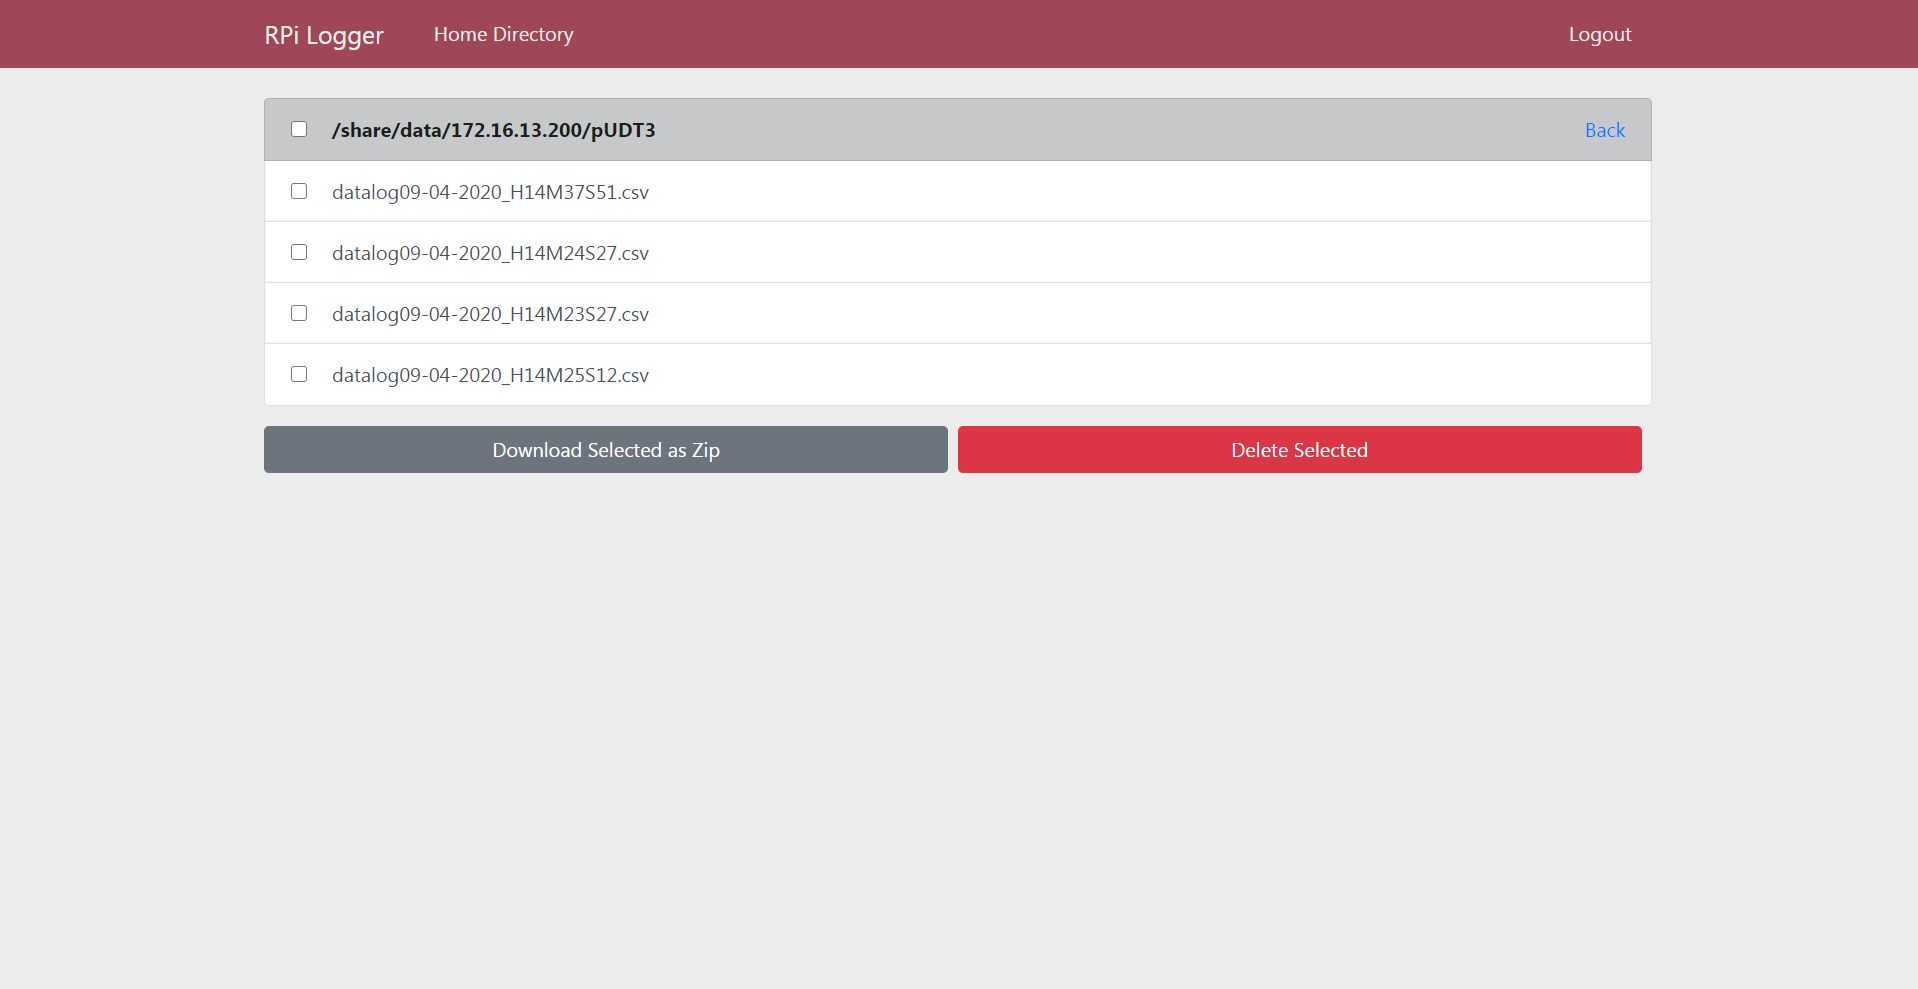 RPi Logger Home Directory Logout
/share/data/172.16.13.200/pUDT3 Back
datalog09-04-2020_H14M37S51.csv
datalog09-04-2020_H14M24S27.csv
datalog09-04-2020_H14M23S27.csv
datalog09-04-2020_H14M25S12.csv
Download Selected as Zip Delete Selected